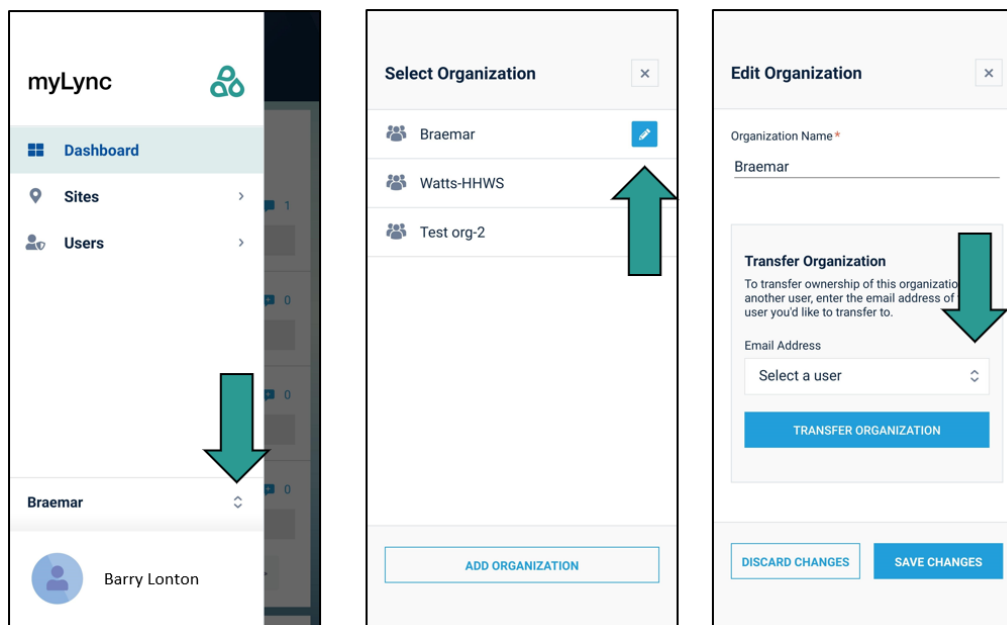 myLync
Dashboard
Sites
Users
1
0
0
0
Braemar
Barry Lonton
Select Organization
Braemar
Watts-HHWS
Test org-2
ADD ORGANIZATION
Edit Organization
Organization Name*
Braemar
Transfer Organization
To transfer ownership of this organizatio
another user, enter the email address of
user you'd like to transfer to.
Email Address
Select a user
TRANSFER ORGANIZATION
DISCARD CHANGES
SAVE CHANGES